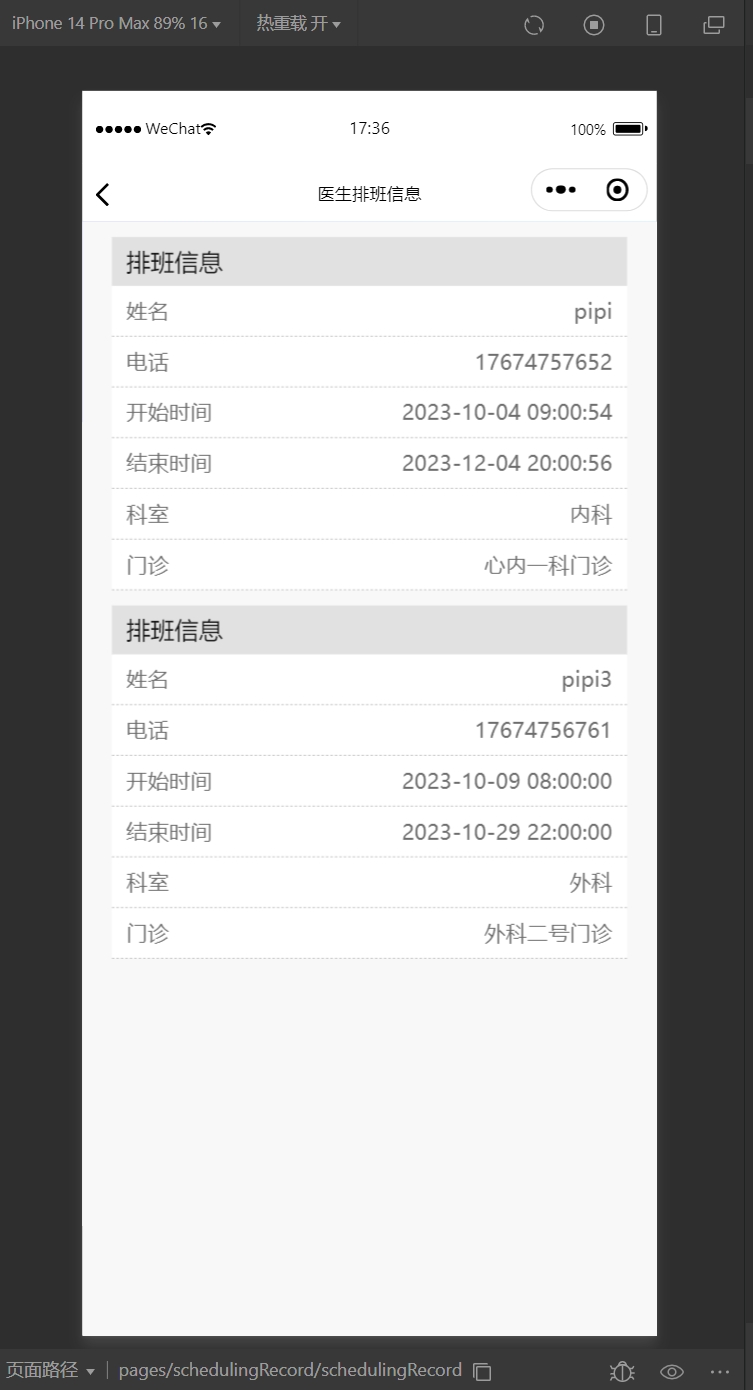 iPhone 14 Pro Max 89% 16 热重载 开
WeChat 17:36 100%
医生排班信息
排班信息
姓名 pipi
电话 17674757652
开始时间 2023-10-04 09:00:54
结束时间 2023-12-04 20:00:56
科室 内科
门诊 心内一科门诊
排班信息
姓名 pipi3
电话 17674756761
开始时间 2023-10-09 08:00:00
结束时间 2023-10-29 22:00:00
科室 外科
门诊 外科二号门诊
页面路径 pages/schedulingRecord/schedulingRecord